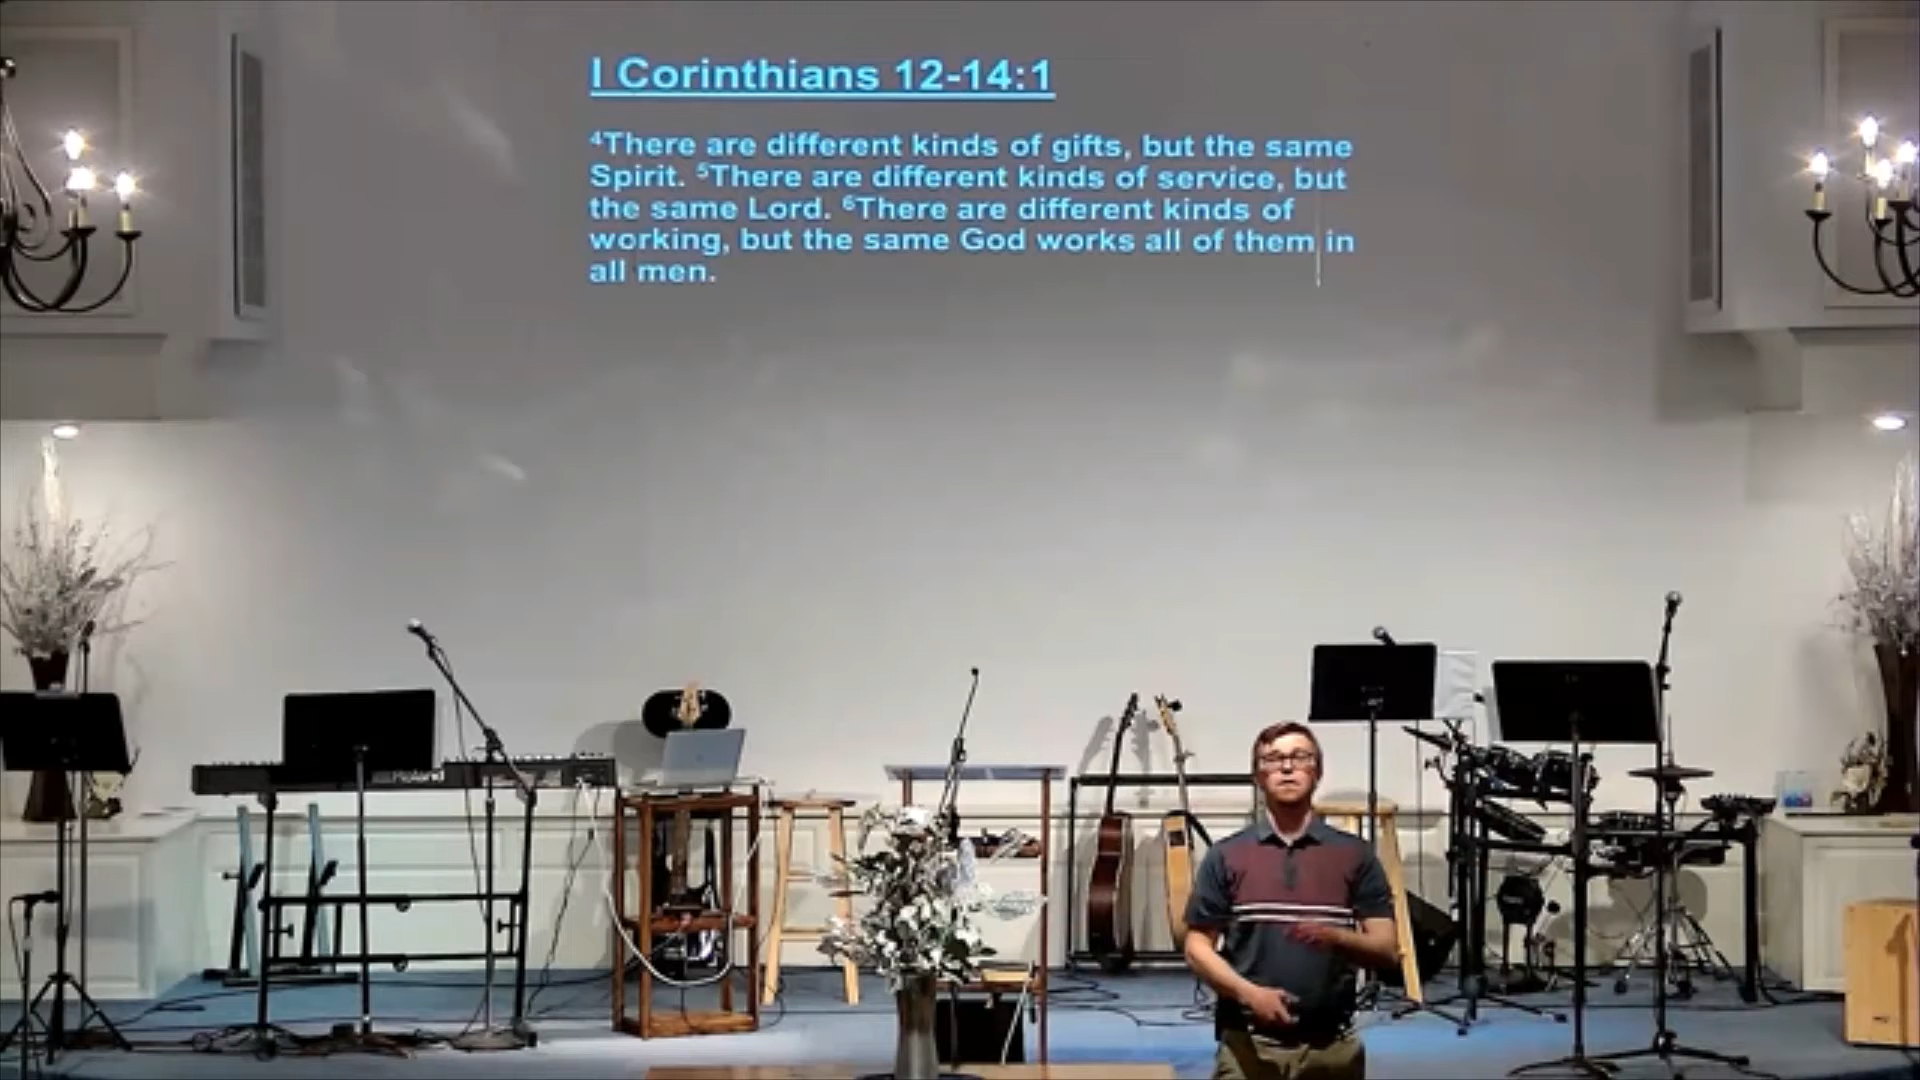 I Corinthians 12-14:1
⁴There are different kinds of gifts, but the same
Spirit. ⁵There are different kinds of service, but
the same Lord. ⁶There are different kinds of
working, but the same God works all of them in
all men.
Roland